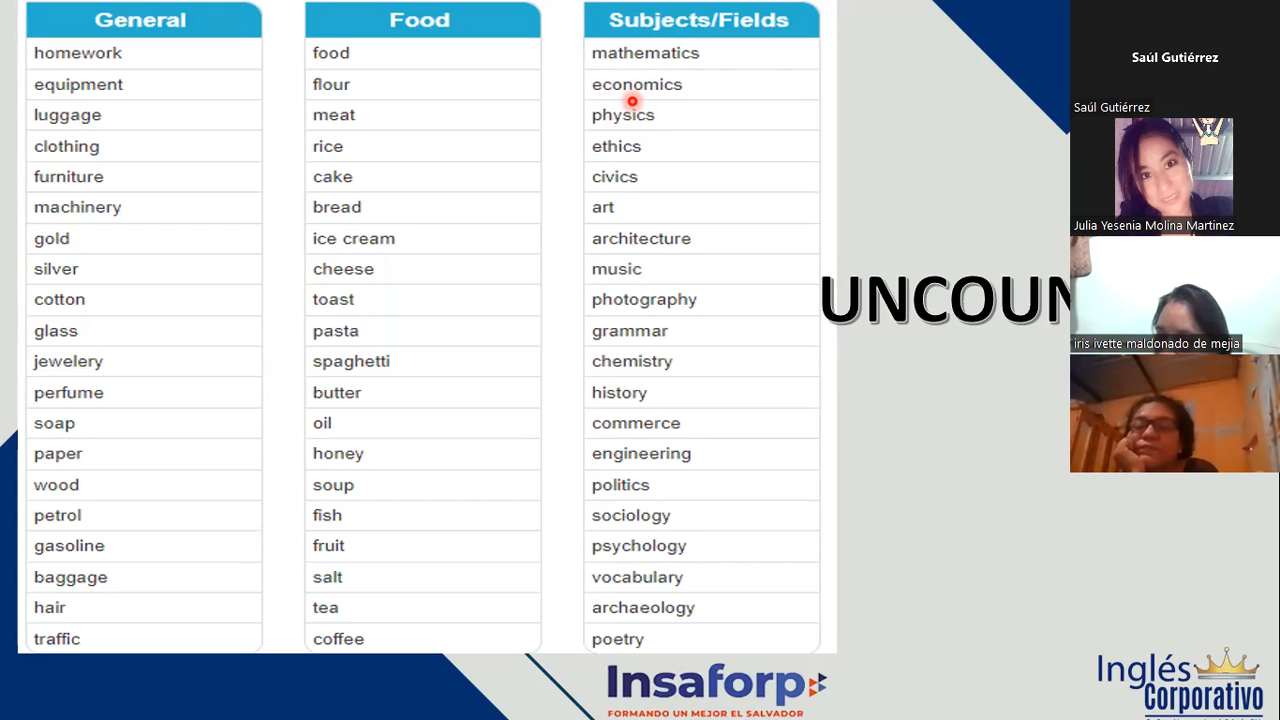 General
homework
equipment
luggage
clothing
furniture
machinery
gold
silver
cotton
glass
jewelery
perfume
soap
paper
wood
petrol
gasoline
baggage
hair
traffic
Food
food
flour
meat
rice
cake
bread
ice cream
cheese
toast
pasta
spaghetti
butter
oil
honey
soup
fish
fruit
salt
tea
coffee
Subjects/Fields
mathematics
economics
physics
ethics
civics
art
architecture
music
photography
grammar
chemistry
history
commerce
engineering
politics
sociology
psychology
vocabulary
archaeology
poetry
UNCOUN
Saúl Gutiérrez
Saúl Gutiérrez
Julia Yesenia Molina Martinez
iris ivette maldonado de mejia
Insaforp
FORMANDO UN MEJOR EL SALVADOR
Inglés
Corporativo